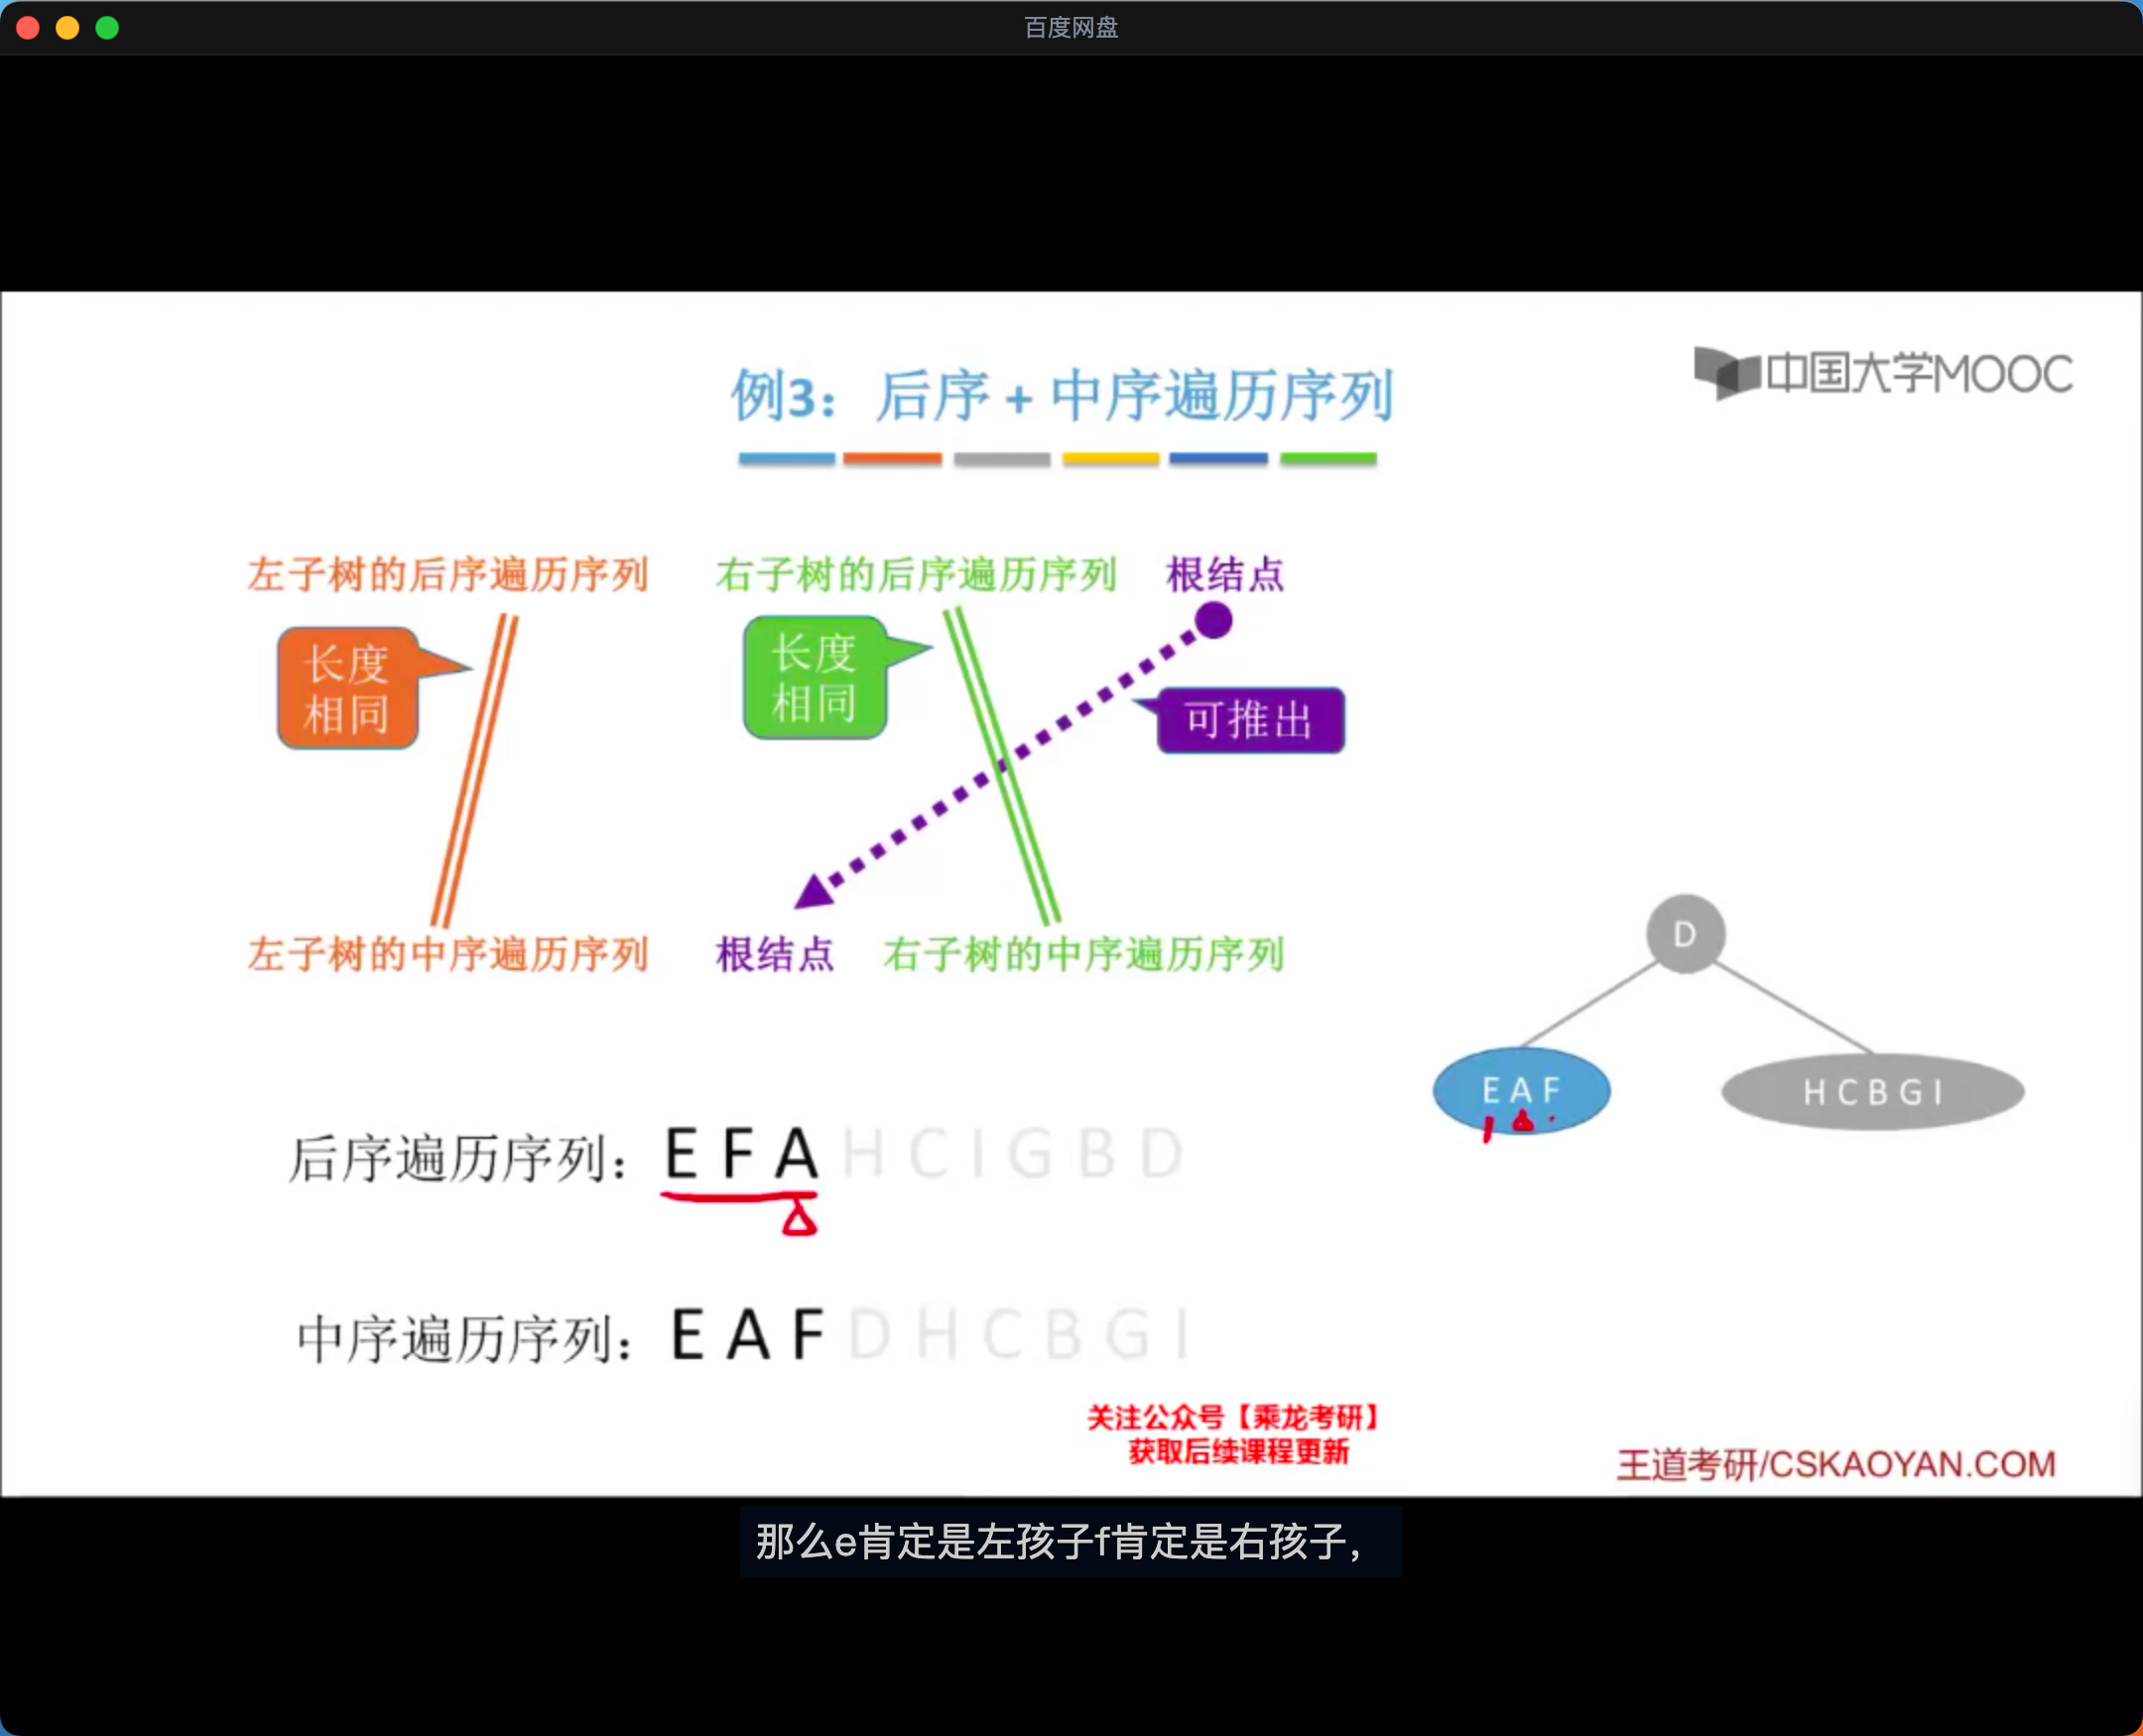 百度网盘
中国大学MOOC
例3：后序 + 中序遍历序列
左子树的后序遍历序列 右子树的后序遍历序列 根结点
长度
相同
长度
相同
可推出
左子树的中序遍历序列 根结点 右子树的中序遍历序列
D
E A F
H C B G I
后序遍历序列：E F A H C I G B D
中序遍历序列：E A F D H C B G I
关注公众号【乘龙考研】
获取后续课程更新
王道考研/CSKAOYAN.COM
那么e肯定是左孩子f肯定是右孩子，